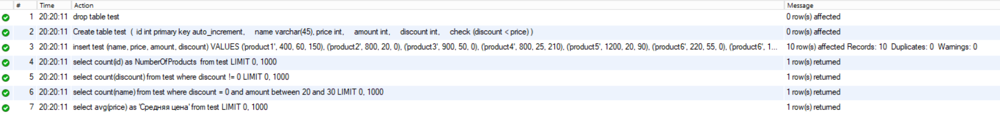 # Time Action Message
1 20:20:11 drop table test 0 row(s) affected
2 20:20:11 Create table test ( id int primary key auto_increment, name varchar(45), price int, amount int, discount int, check (discount < price) ) 0 row(s) affected
3 20:20:11 insert test (name, price, amount, discount) VALUES ('product1', 400, 60, 150), ('product2', 800, 20, 0), ('product3', 900, 50, 0), ('product4', 800, 25, 210), ('product5', 1200, 20, 90), ('product6', 220, 55, 0), ('product6', 1... 10 row(s) affected Records: 10 Duplicates: 0 Warnings: 0
4 20:20:11 select count(id) as NumberOfProducts from test LIMIT 0, 1000 1 row(s) returned
5 20:20:11 select count(discount) from test where discount != 0 LIMIT 0, 1000 1 row(s) returned
6 20:20:11 select count(name) from test where discount = 0 and amount between 20 and 30 LIMIT 0, 1000 1 row(s) returned
7 20:20:11 select avg(price) as 'Средняя цена' from test LIMIT 0, 1000 1 row(s) returned